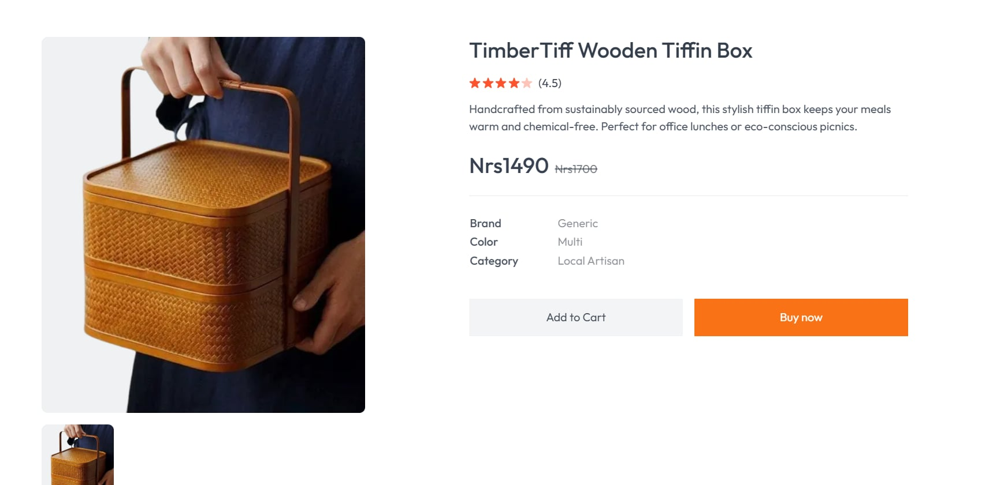 TimberTiff Wooden Tiffin Box
(4.5)
Handcrafted from sustainably sourced wood, this stylish tiffin box keeps your meals
warm and chemical-free. Perfect for office lunches or eco-conscious picnics.
Nrs1490 Nrs1700
Brand Generic
Color Multi
Category Local Artisan
Add to Cart Buy now